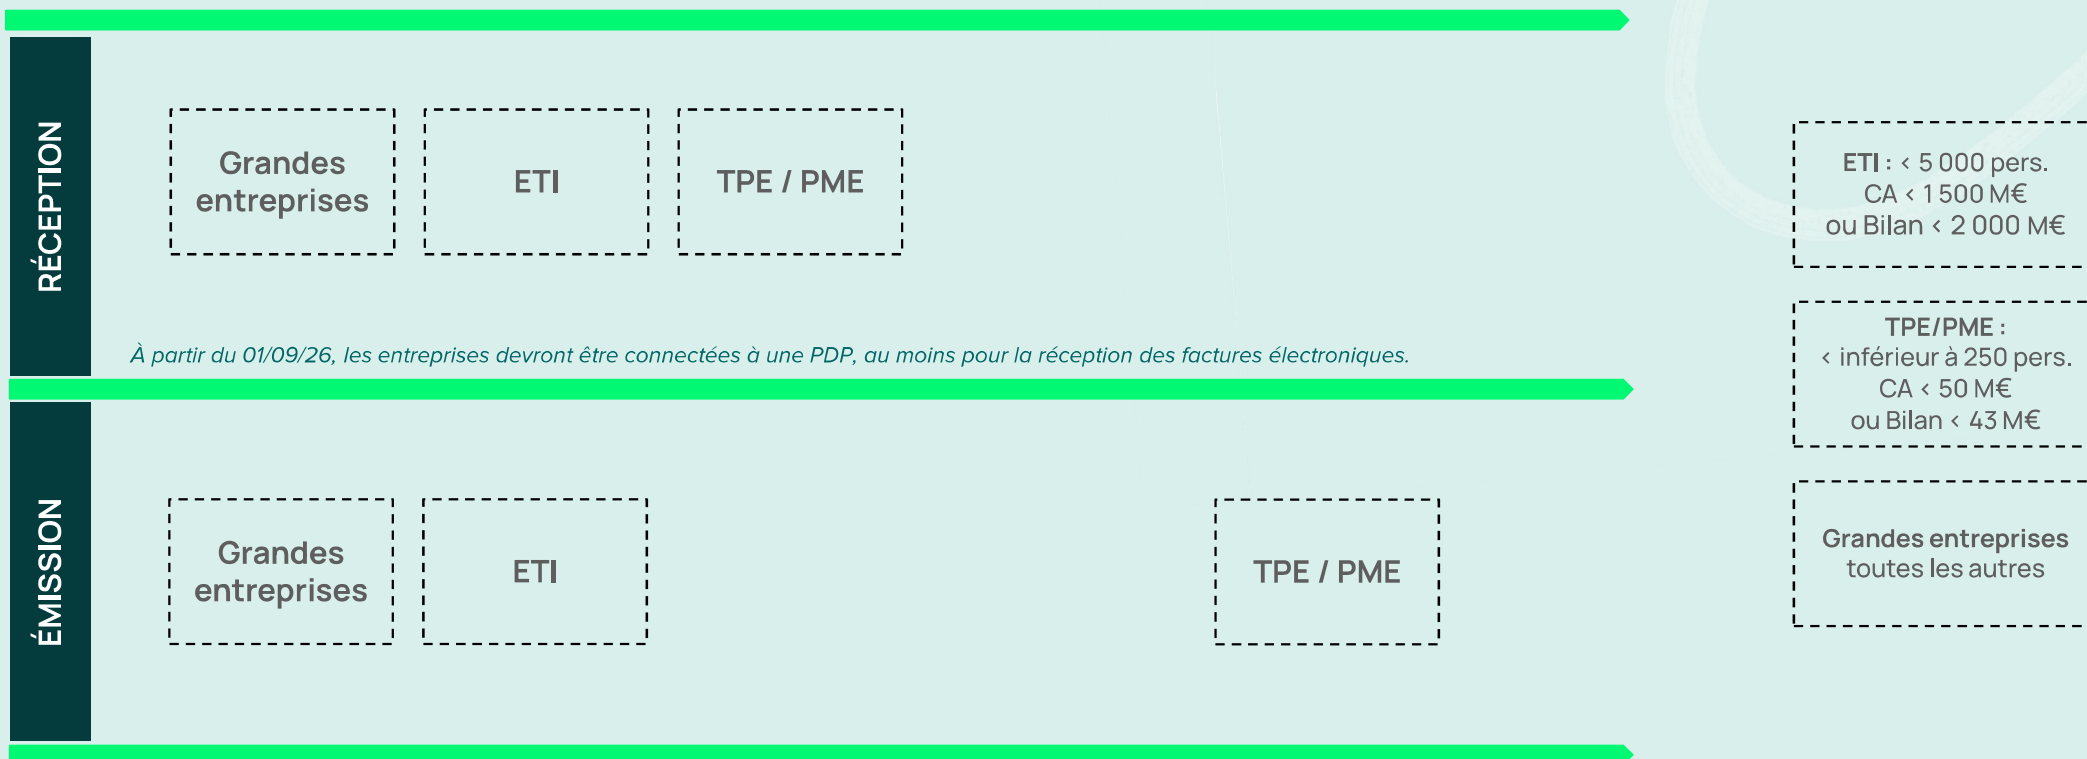 RÉCEPTION
Grandes
entreprises
ETI
TPE / PME
À partir du 01/09/26, les entreprises devront être connectées à une PDP, au moins pour la réception des factures électroniques.
ÉMISSION
Grandes
entreprises
ETI
TPE / PME
ETI : < 5 000 pers.
CA < 1 500 M€
ou Bilan < 2 000 M€
TPE/PME :
< inférieur à 250 pers.
CA < 50 M€
ou Bilan < 43 M€
Grandes entreprises
toutes les autres